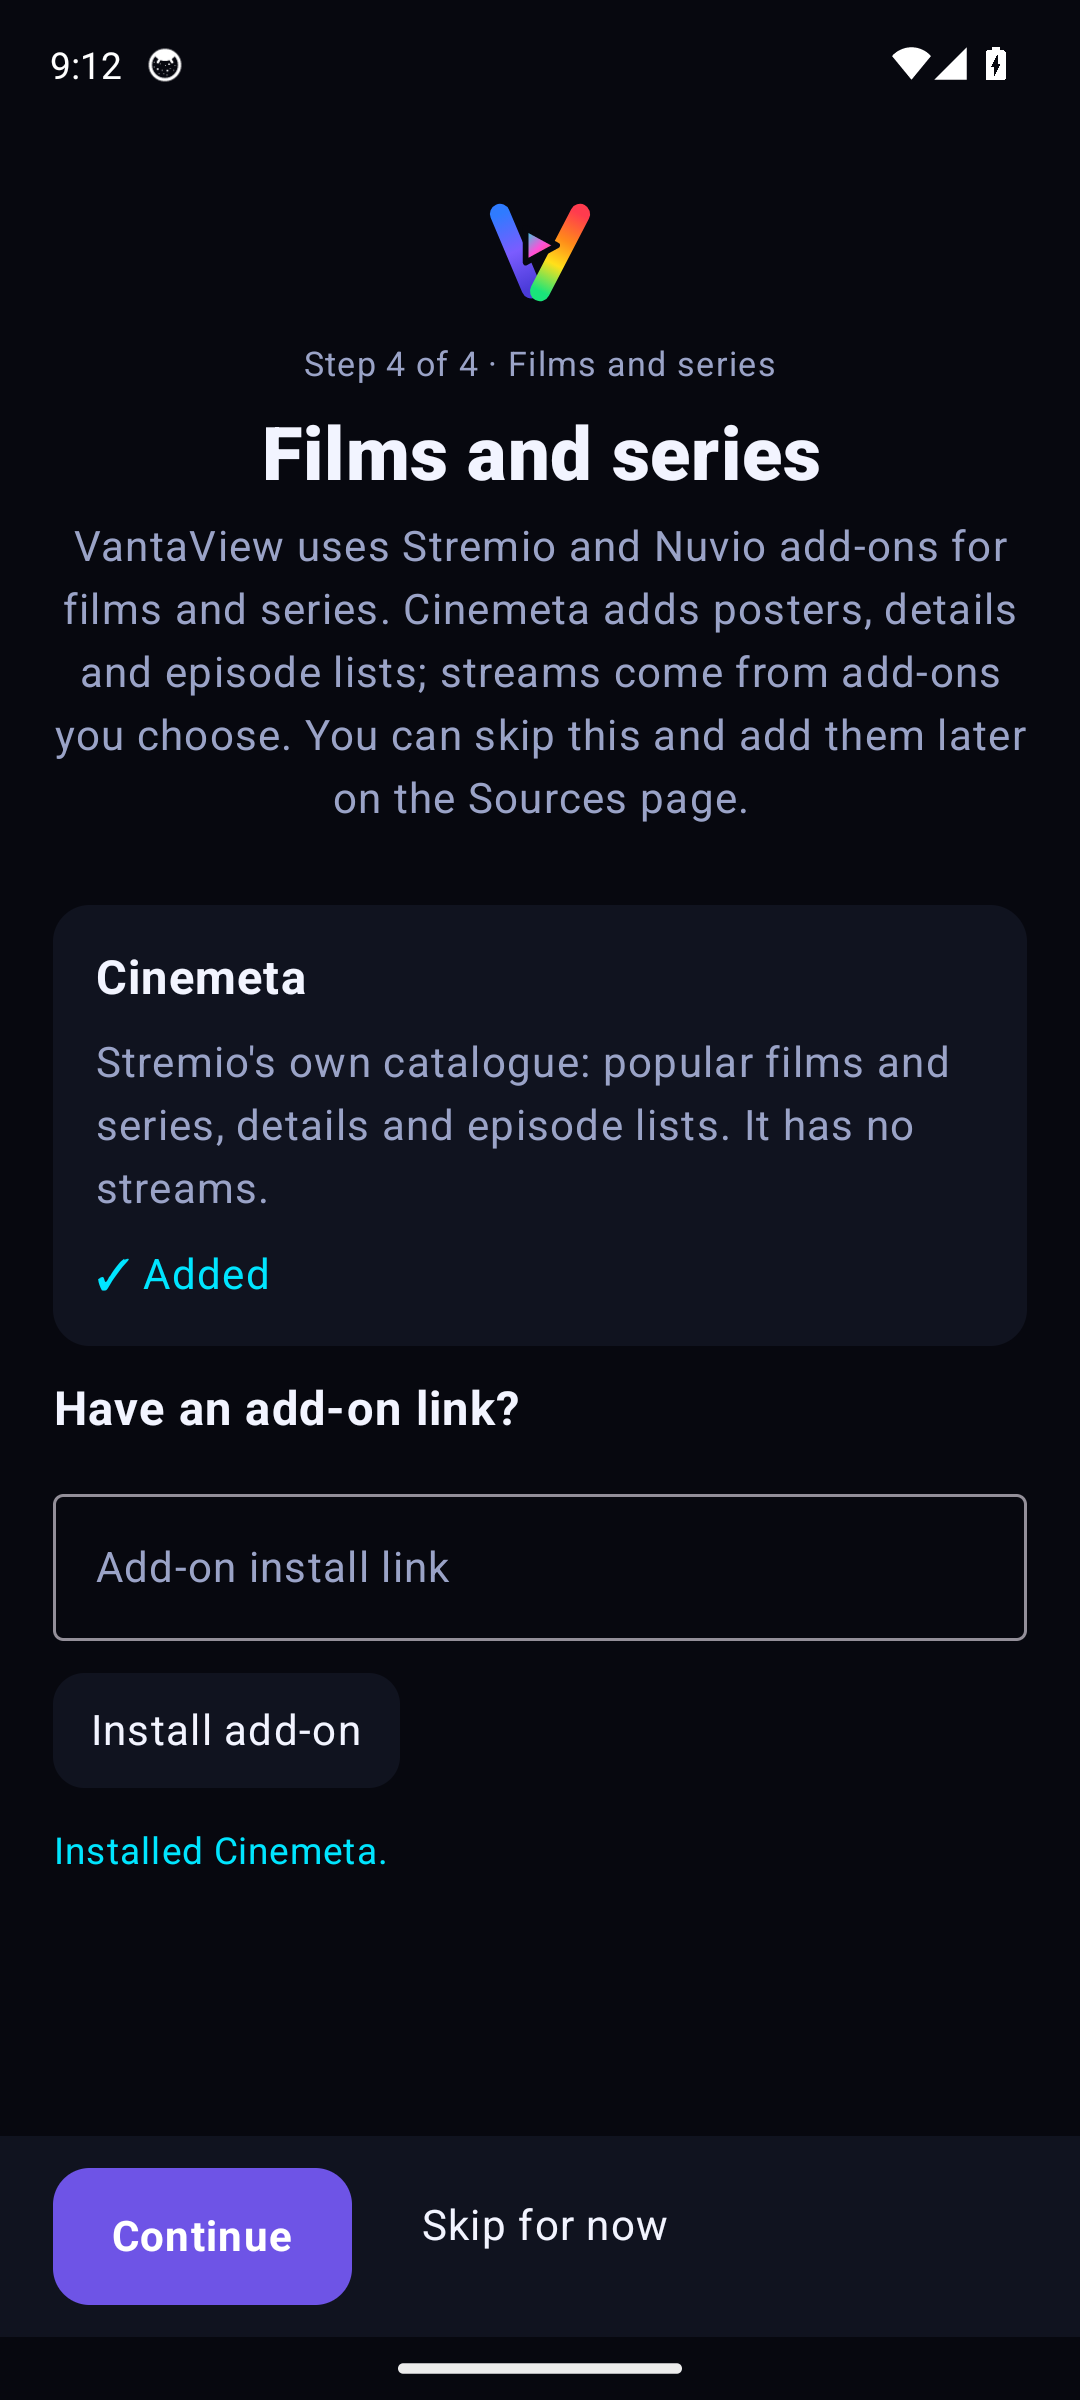 9:12
Step 4 of 4 · Films and series
Films and series
VantaView uses Stremio and Nuvio add-ons for
films and series. Cinemeta adds posters, details
and episode lists; streams come from add-ons
you choose. You can skip this and add them later
on the Sources page.
Cinemeta
Stremio's own catalogue: popular films and
series, details and episode lists. It has no
streams.
✓ Added
Have an add-on link?
Add-on install link
Install add-on
Installed Cinemeta.
Continue
Skip for now